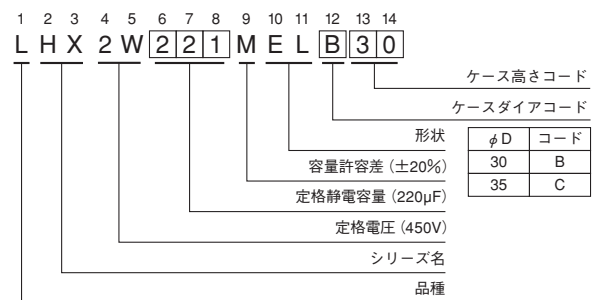 1 2 3 4 5 6 7 8 9 10 11 12 13 14
L H X 2 W 2 2 1 M E L B 3 0
ケース高さコード
ケースダイアコード
形状
容量許容差 (±20%)
定格静電容量 (220µF)
定格電圧 (450V)
シリーズ名
品種
φD コード
30 B
35 C